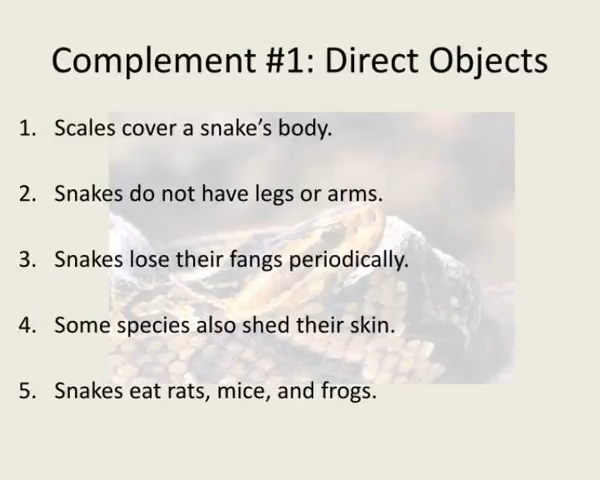 Complement #1: Direct Objects
1. Scales cover a snake’s body.
2. Snakes do not have legs or arms.
3. Snakes lose their fangs periodically.
4. Some species also shed their skin.
5. Snakes eat rats, mice, and frogs.